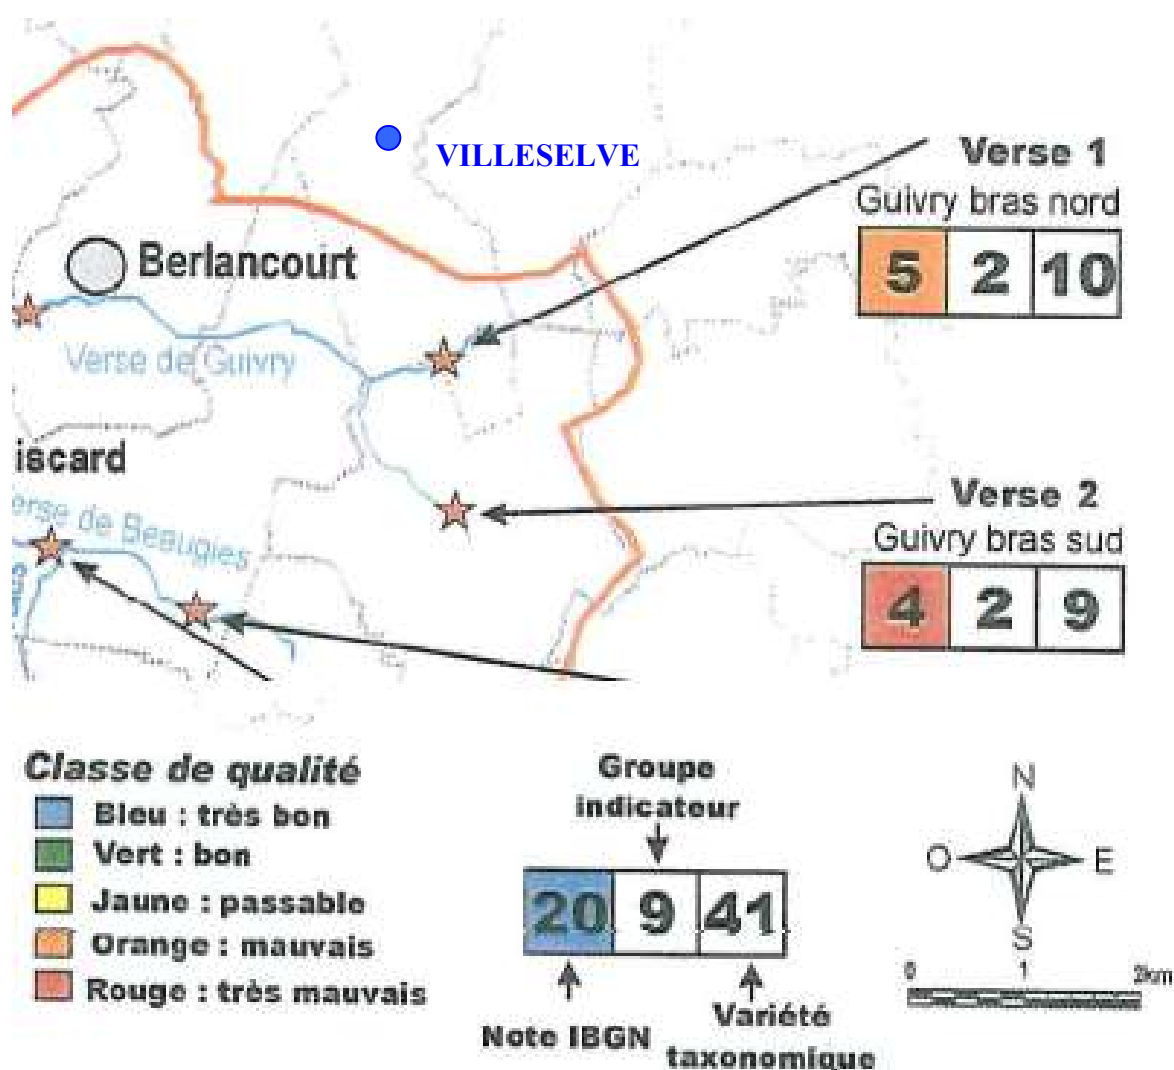 VILLESELVE
Verse 1
Guivry bras nord
5 2 10
Berlancourt
Verse de Guivry
iscard
Verse 2
Guivry bras sud
4 2 9
erse de Beaugies
Classe de qualité
Bleu : très bon
Vert : bon
Jaune : passable
Orange : mauvais
Rouge : très mauvais
Groupe
indicateur
20 9 41
Note IBGN
Variété
taxonomique
N
O E
S
0 1 2km